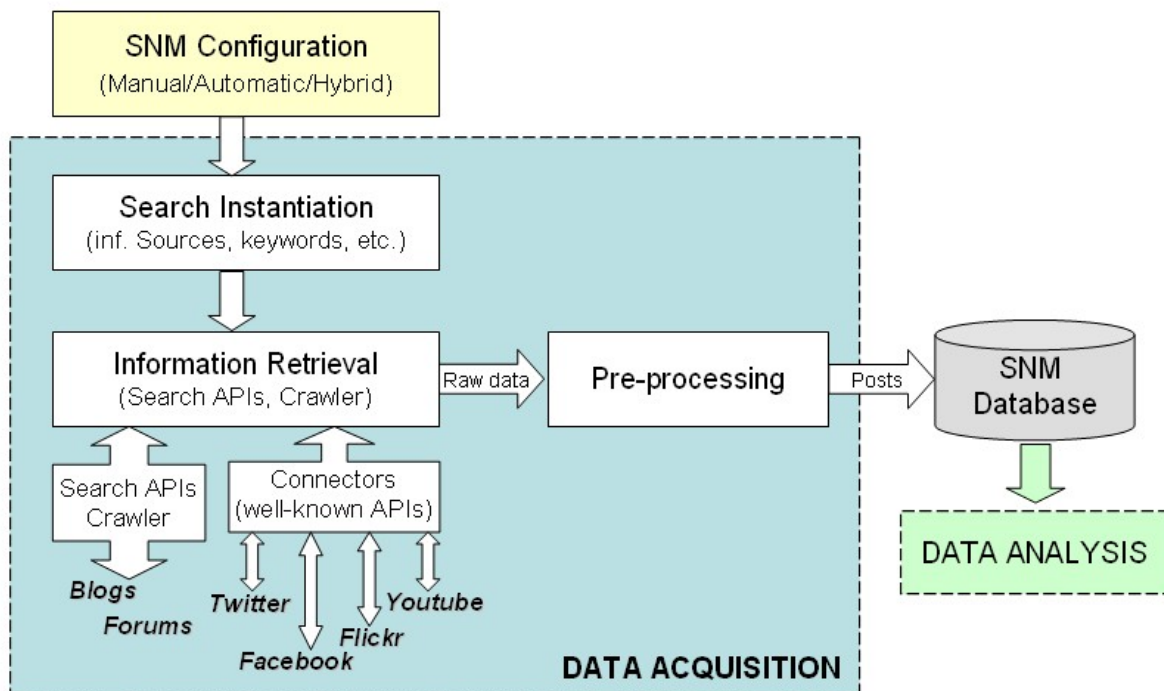 SNM Configuration
(Manual/Automatic/Hybrid)
Search Instantiation
(inf. Sources, keywords, etc.)
Information Retrieval
(Search APIs, Crawler)
Raw data
Pre-processing
Posts
SNM
Database
Search APIs
Crawler
Connectors
(well-known APIs)
Blogs
Forums
Twitter
Facebook
Flickr
Youtube
DATA ANALYSIS
DATA ACQUISITION